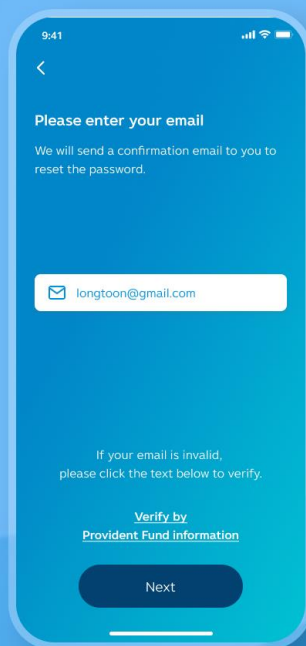 9:41
Please enter your email
We will send a confirmation email to you to
reset the password.
longtoon@gmail.com
If your email is invalid,
please click the text below to verify.
Verify by
Provident Fund information
Next